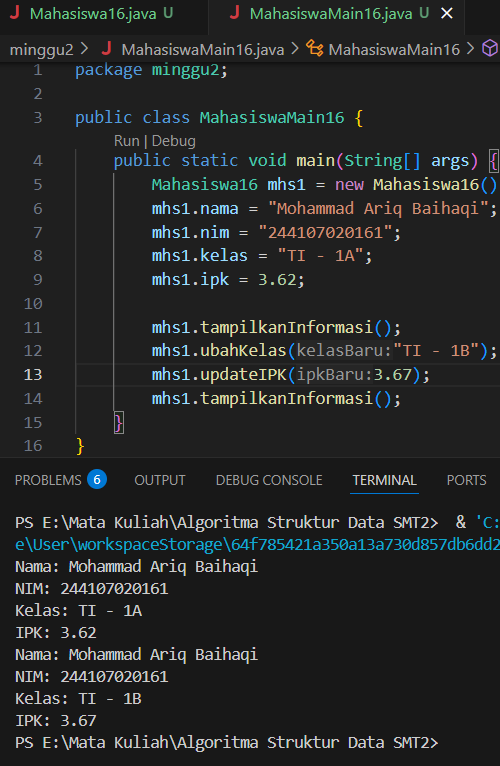 Mahasiswa16.java U MahasiswaMain16.java U
minggu2 > MahasiswaMain16.java > MahasiswaMain16 >
1 package minggu2;
2
3 public class MahasiswaMain16 {
Run | Debug
4 public static void main(String[] args) {
5 Mahasiswa16 mhs1 = new Mahasiswa16()
6 mhs1.nama = "Mohammad Ariq Baihaqi";
7 mhs1.nim = "244107020161";
8 mhs1.kelas = "TI - 1A";
9 mhs1.ipk = 3.62;
10
11 mhs1.tampilkanInformasi();
12 mhs1.ubahKelas(kelasBaru:"TI - 1B");
13 mhs1.updateIPK(ipkBaru:3.67);
14 mhs1.tampilkanInformasi();
15 }
16 }
PROBLEMS 6 OUTPUT DEBUG CONSOLE TERMINAL PORTS
PS E:\Mata Kuliah\Algoritma Struktur Data SMT2> & 'C:
e\User\workspaceStorage\64f785421a350a13a730d857db6dd2
Nama: Mohammad Ariq Baihaqi
NIM: 244107020161
Kelas: TI - 1A
IPK: 3.62
Nama: Mohammad Ariq Baihaqi
NIM: 244107020161
Kelas: TI - 1B
IPK: 3.67
PS E:\Mata Kuliah\Algoritma Struktur Data SMT2>